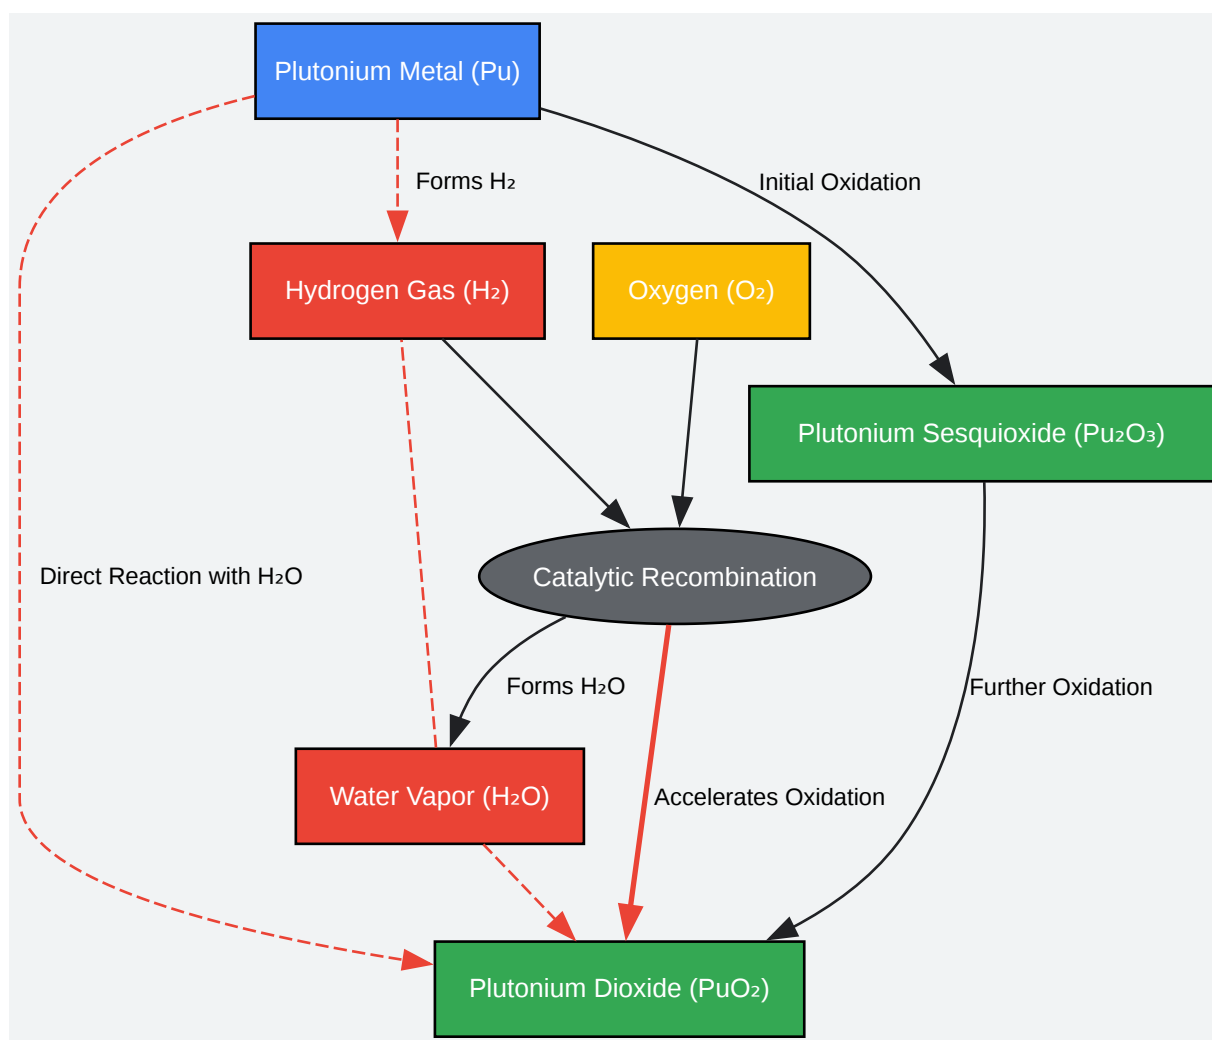 Plutonium Metal (Pu)
Forms H₂
Initial Oxidation
Hydrogen Gas (H₂)
Oxygen (O₂)
Plutonium Sesquioxide (Pu₂O₃)
Direct Reaction with H₂O
Catalytic Recombination
Forms H₂O
Further Oxidation
Water Vapor (H₂O)
Accelerates Oxidation
Plutonium Dioxide (PuO₂)